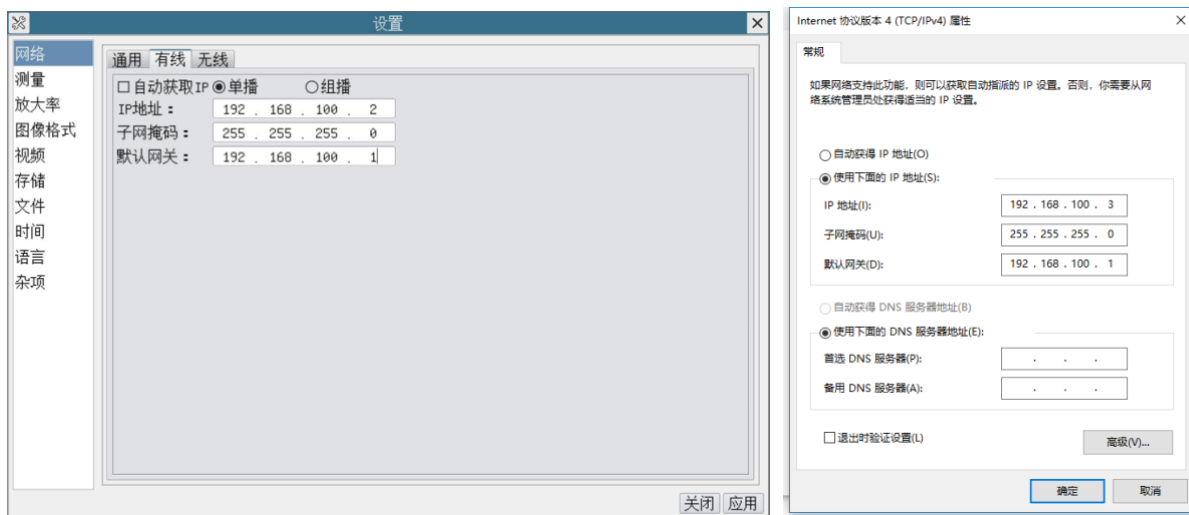 设置
网络
测量
放大率
图像格式
视频
存储
文件
时间
语言
杂项
通用 有线 无线
自动获取IP 单播 组播
IP地址： 192 . 168 . 100 . 2
子网掩码： 255 . 255 . 255 . 0
默认网关： 192 . 168 . 100 . 1
关闭 应用
Internet 协议版本 4 (TCP/IPv4) 属性
常规
如果网络支持此功能，则可以获取自动指派的 IP 设置。否则，你需要从网
络系统管理员处获得适当的 IP 设置。
自动获得 IP 地址(O)
使用下面的 IP 地址(S):
IP 地址(I): 192 . 168 . 100 . 3
子网掩码(U): 255 . 255 . 255 . 0
默认网关(D): 192 . 168 . 100 . 1
自动获得 DNS 服务器地址(B)
使用下面的 DNS 服务器地址(E):
首选 DNS 服务器(P): . . .
备用 DNS 服务器(A): . . .
退出时验证设置(L)
高级(V)...
确定 取消